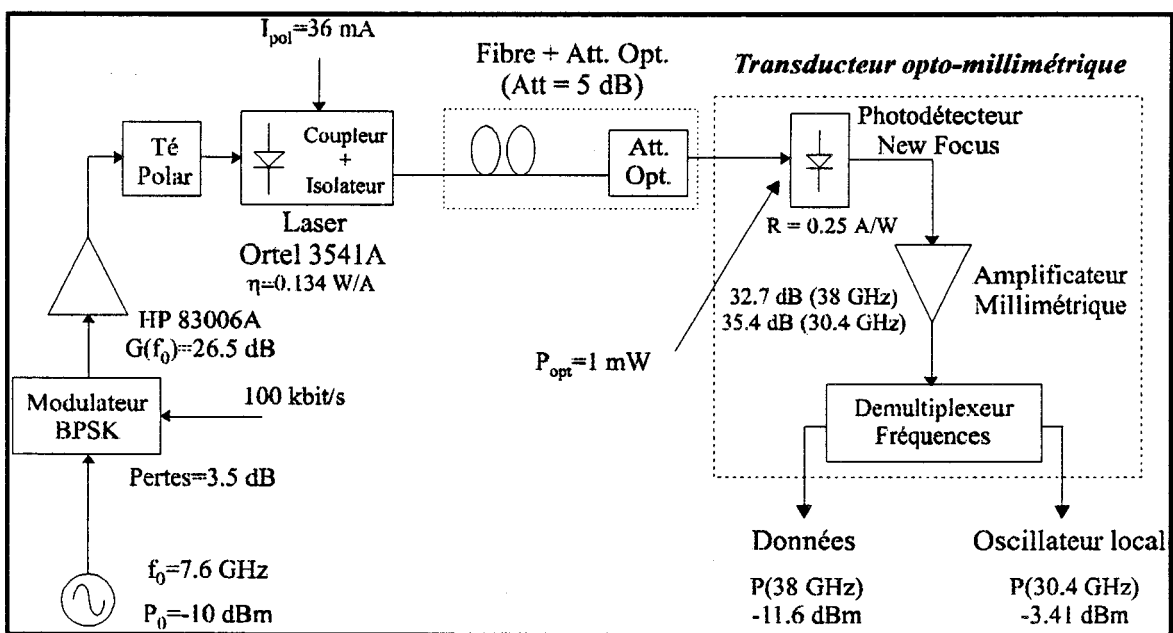 I_pol=36 mA
Fibre + Att. Opt.
(Att = 5 dB)
Transducteur opto-millimétrique
Té
Polar
Coupleur
+
Isolateur
Laser
Ortel 3541A
η=0.134 W/A
Att.
Opt.
Photodétecteur
New Focus
R = 0.25 A/W
Amplificateur
Millimétrique
32.7 dB (38 GHz)
35.4 dB (30.4 GHz)
P_opt=1 mW
HP 83006A
G(f_0)=26.5 dB
Modulateur
BPSK
100 kbit/s
Pertes=3.5 dB
f_0=7.6 GHz
P_0=-10 dBm
Demultiplexeur
Fréquences
Données
P(38 GHz)
-11.6 dBm
Oscillateur local
P(30.4 GHz)
-3.41 dBm